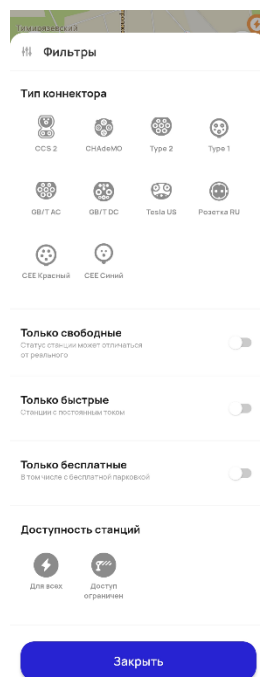 Тимирязевский
Фильтры
Тип коннектора
CCS 2 CHAdeMO Type 2 Type 1
GB/T AC GB/T DC Tesla US Розетка RU
CEE Красный CEE Синий
Только свободные
Статус станции может отличаться
от реального
Только быстрые
Станции с постоянным током
Только бесплатные
В том числе с бесплатной парковкой
Доступность станций
Для всех Доступ
ограничен
Закрыть